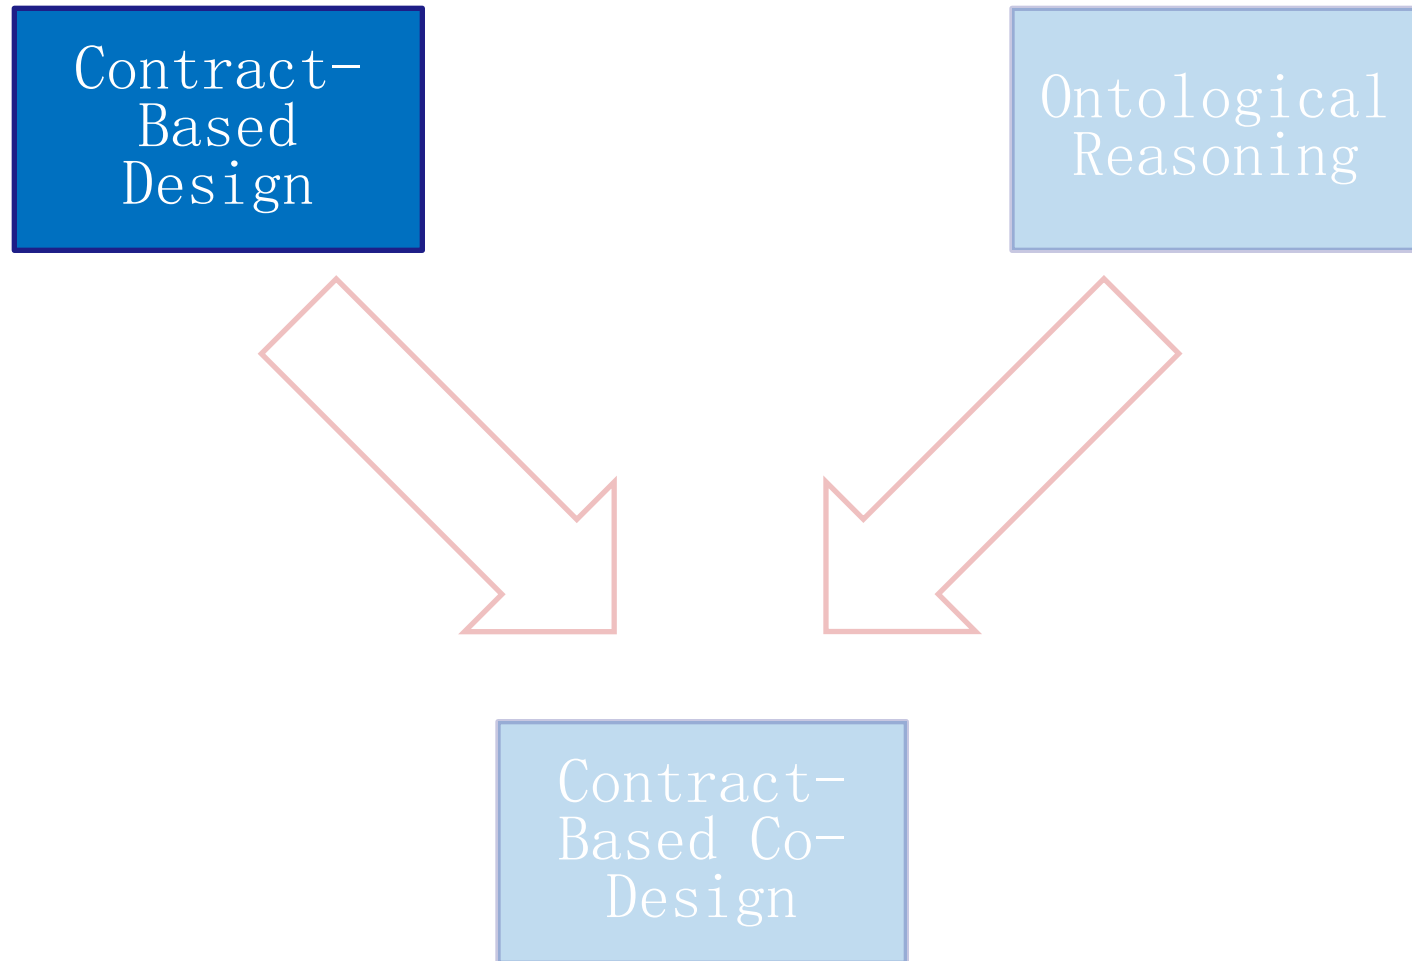 Contract-
Based
Design
Ontological
Reasoning
Contract-
Based Co-
Design